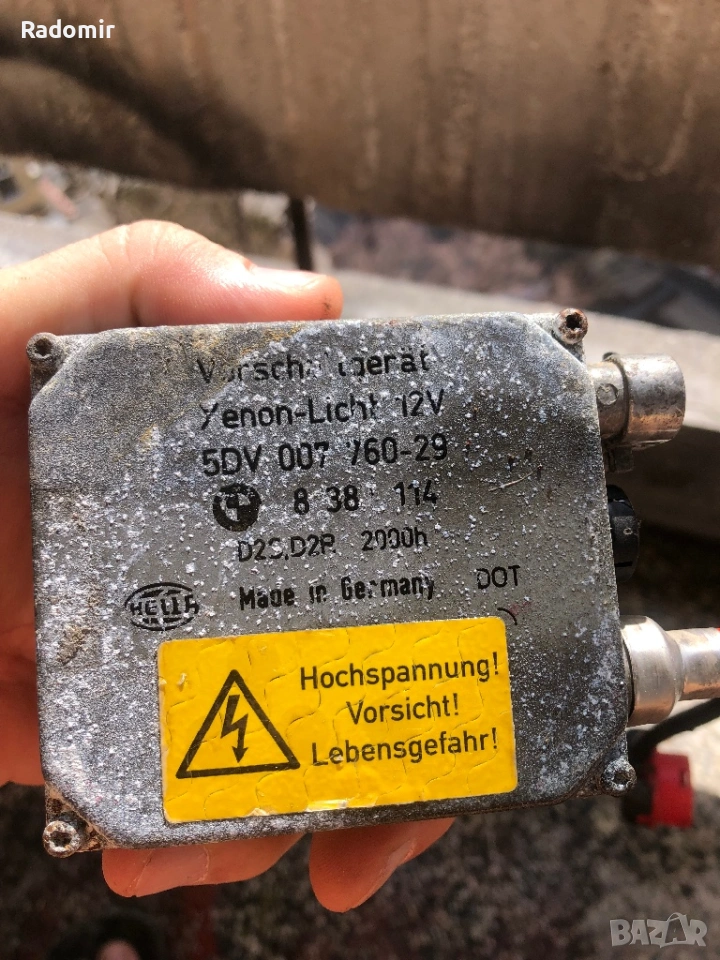 Radomir
Vorschaltgerät
Xenon-Licht 12V
5DV 007 760-29
8 38 114
D2S,D2R 2000h
HELLA Made in Germany DOT
Hochspannung!
Vorsicht!
Lebensgefahr!
BAZAR